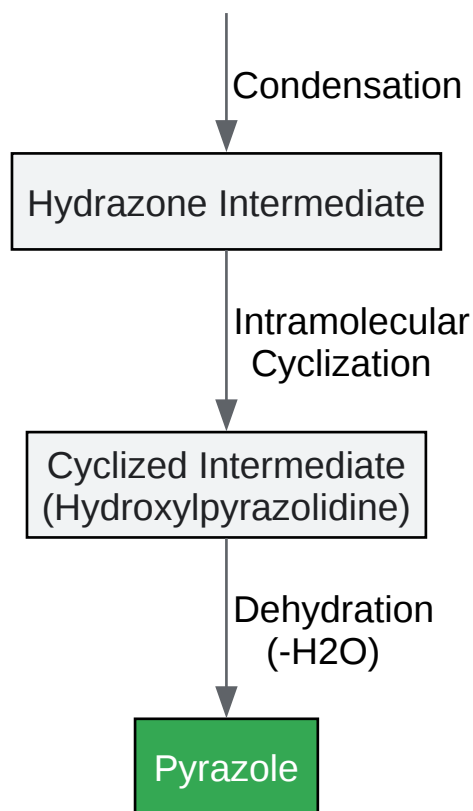 Condensation
Hydrazone Intermediate
Intramolecular
Cyclization
Cyclized Intermediate
(Hydroxylpyrazolidine)
Dehydration
(-H2O)
Pyrazole